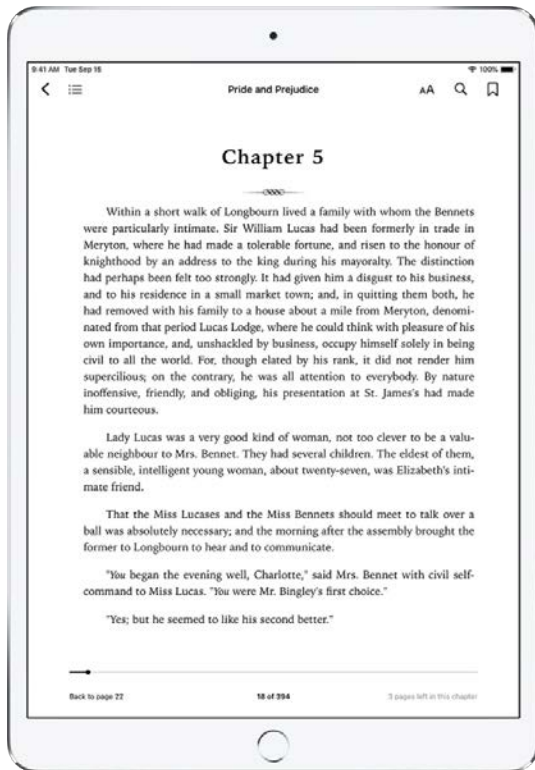 9:41 AM Tue Sep 15
100%
Pride and Prejudice
AA
Chapter 5
Within a short walk of Longbourn lived a family with whom the Bennets
were particularly intimate. Sir William Lucas had been formerly in trade in
Meryton, where he had made a tolerable fortune, and risen to the honour of
knighthood by an address to the king during his mayoralty. The distinction
had perhaps been felt too strongly. It had given him a disgust to his business,
and to his residence in a small market town; and, in quitting them both, he
had removed with his family to a house about a mile from Meryton, denomi-
nated from that period Lucas Lodge, where he could think with pleasure of his
own importance, and, unshackled by business, occupy himself solely in being
civil to all the world. For, though elated by his rank, it did not render him
supercilious; on the contrary, he was all attention to everybody. By nature
inoffensive, friendly, and obliging, his presentation at St. James's had made
him courteous.
Lady Lucas was a very good kind of woman, not too clever to be a valu-
able neighbour to Mrs. Bennet. They had several children. The eldest of them,
a sensible, intelligent young woman, about twenty-seven, was Elizabeth's inti-
mate friend.
That the Miss Lucases and the Miss Bennets should meet to talk over a
ball was absolutely necessary; and the morning after the assembly brought the
former to Longbourn to hear and to communicate.
"You began the evening well, Charlotte," said Mrs. Bennet with civil self-
command to Miss Lucas. "You were Mr. Bingley's first choice."
"Yes; but he seemed to like his second better."
Back to page 22
18 of 394
3 pages left in this chapter